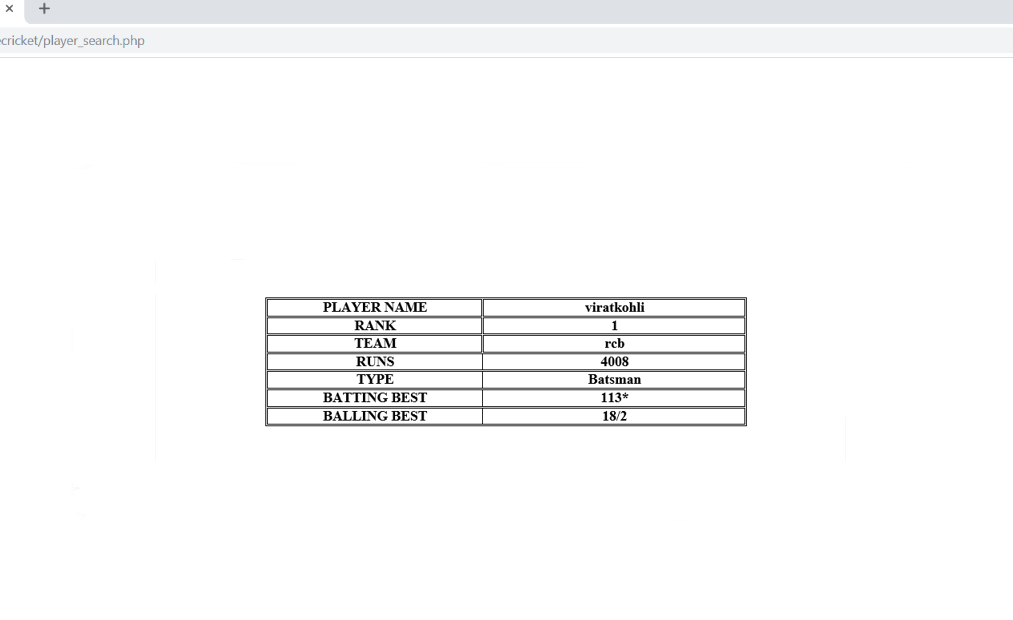 cricket/player_search.php
PLAYER NAME viratkohli
RANK 1
TEAM rcb
RUNS 4008
TYPE Batsman
BATTING BEST 113*
BALLING BEST 18/2